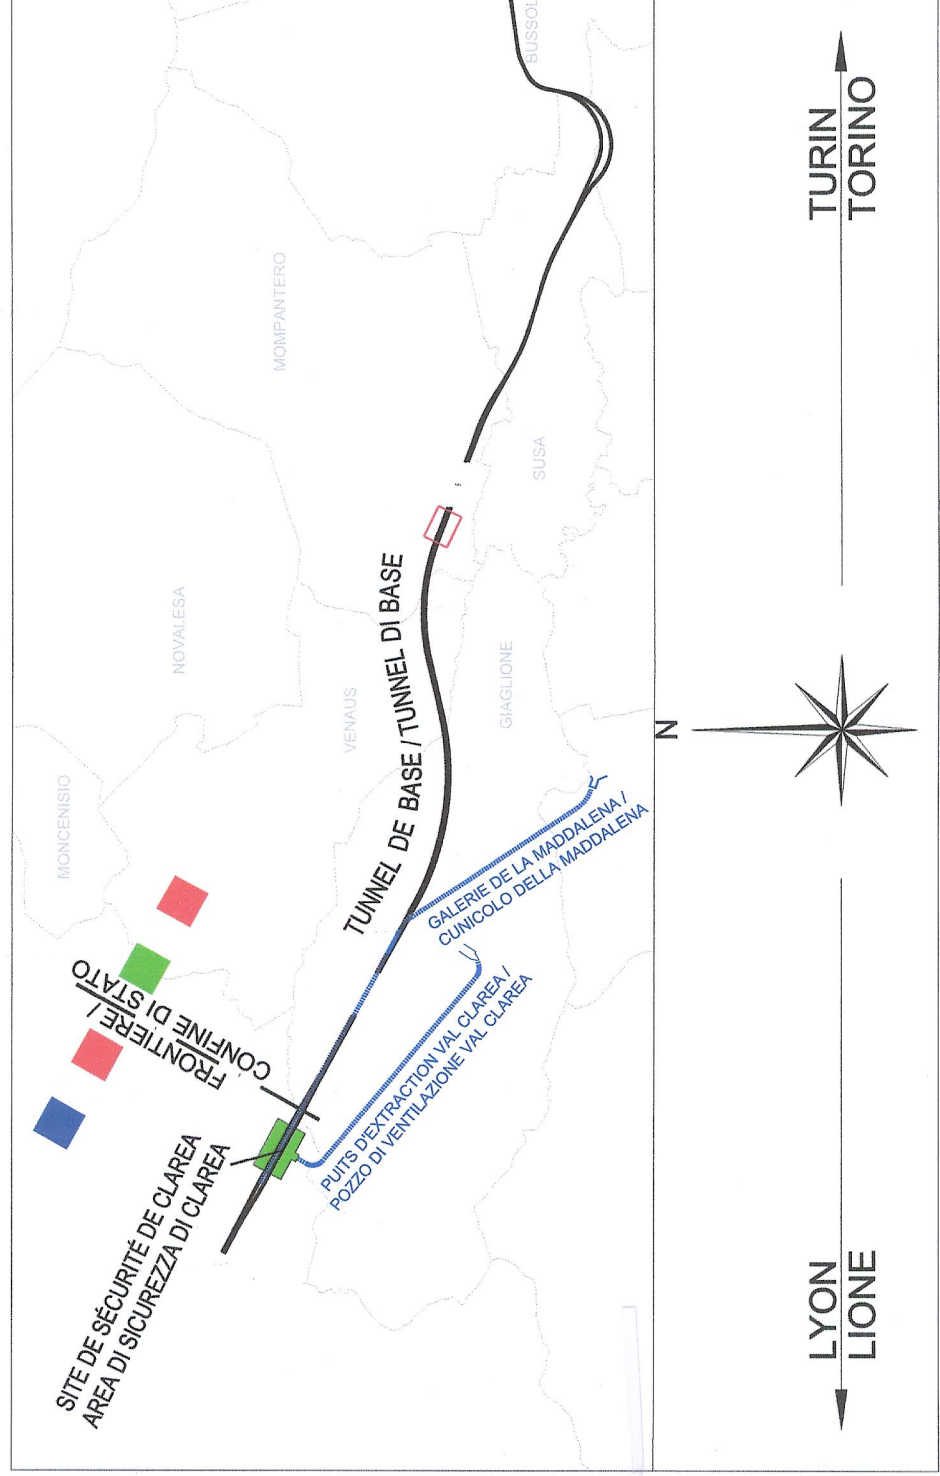 SITE DE SÉCURITÉ DE CLAREA
AREA DI SICUREZZA DI CLAREA
FRONTIERE /
CONFINE DI STATO
MONCENISIO
NOVALESA
MOMPANTERO
VENAUS
TUNNEL DE BASE / TUNNEL DI BASE
GIAGLIONE
SUSA
BUSSOL
PUITS D'EXTRACTION VAL CLAREA /
POZZO DI VENTILAZIONE VAL CLAREA
GALERIE DE LA MADDALENA /
CUNICOLO DELLA MADDALENA
N
LYON
LIONE
TURIN
TORINO